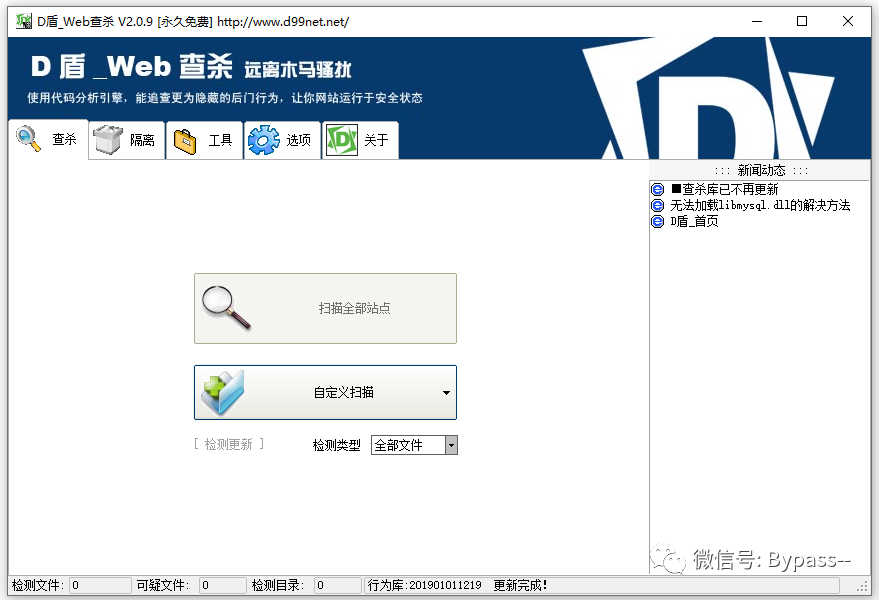 D盾_Web查杀 V2.0.9 [永久免费] http://www.d99net.net/
D 盾 _Web 查杀 远离木马骚扰
使用代码分析引擎，能追查更为隐藏的后门行为，让你网站运行于安全状态
查杀 隔离 工具 选项 D 关于
::: 新闻动态 :::
■查杀库已不再更新
无法加载libmysql.dll的解决方法
D盾_首页
扫描全部站点
自定义扫描
[ 检测更新 ] 检测类型 全部文件
微信号: Bypass--
检测文件: 0 可疑文件: 0 检测目录: 0 行为库:201901011219 更新完成!